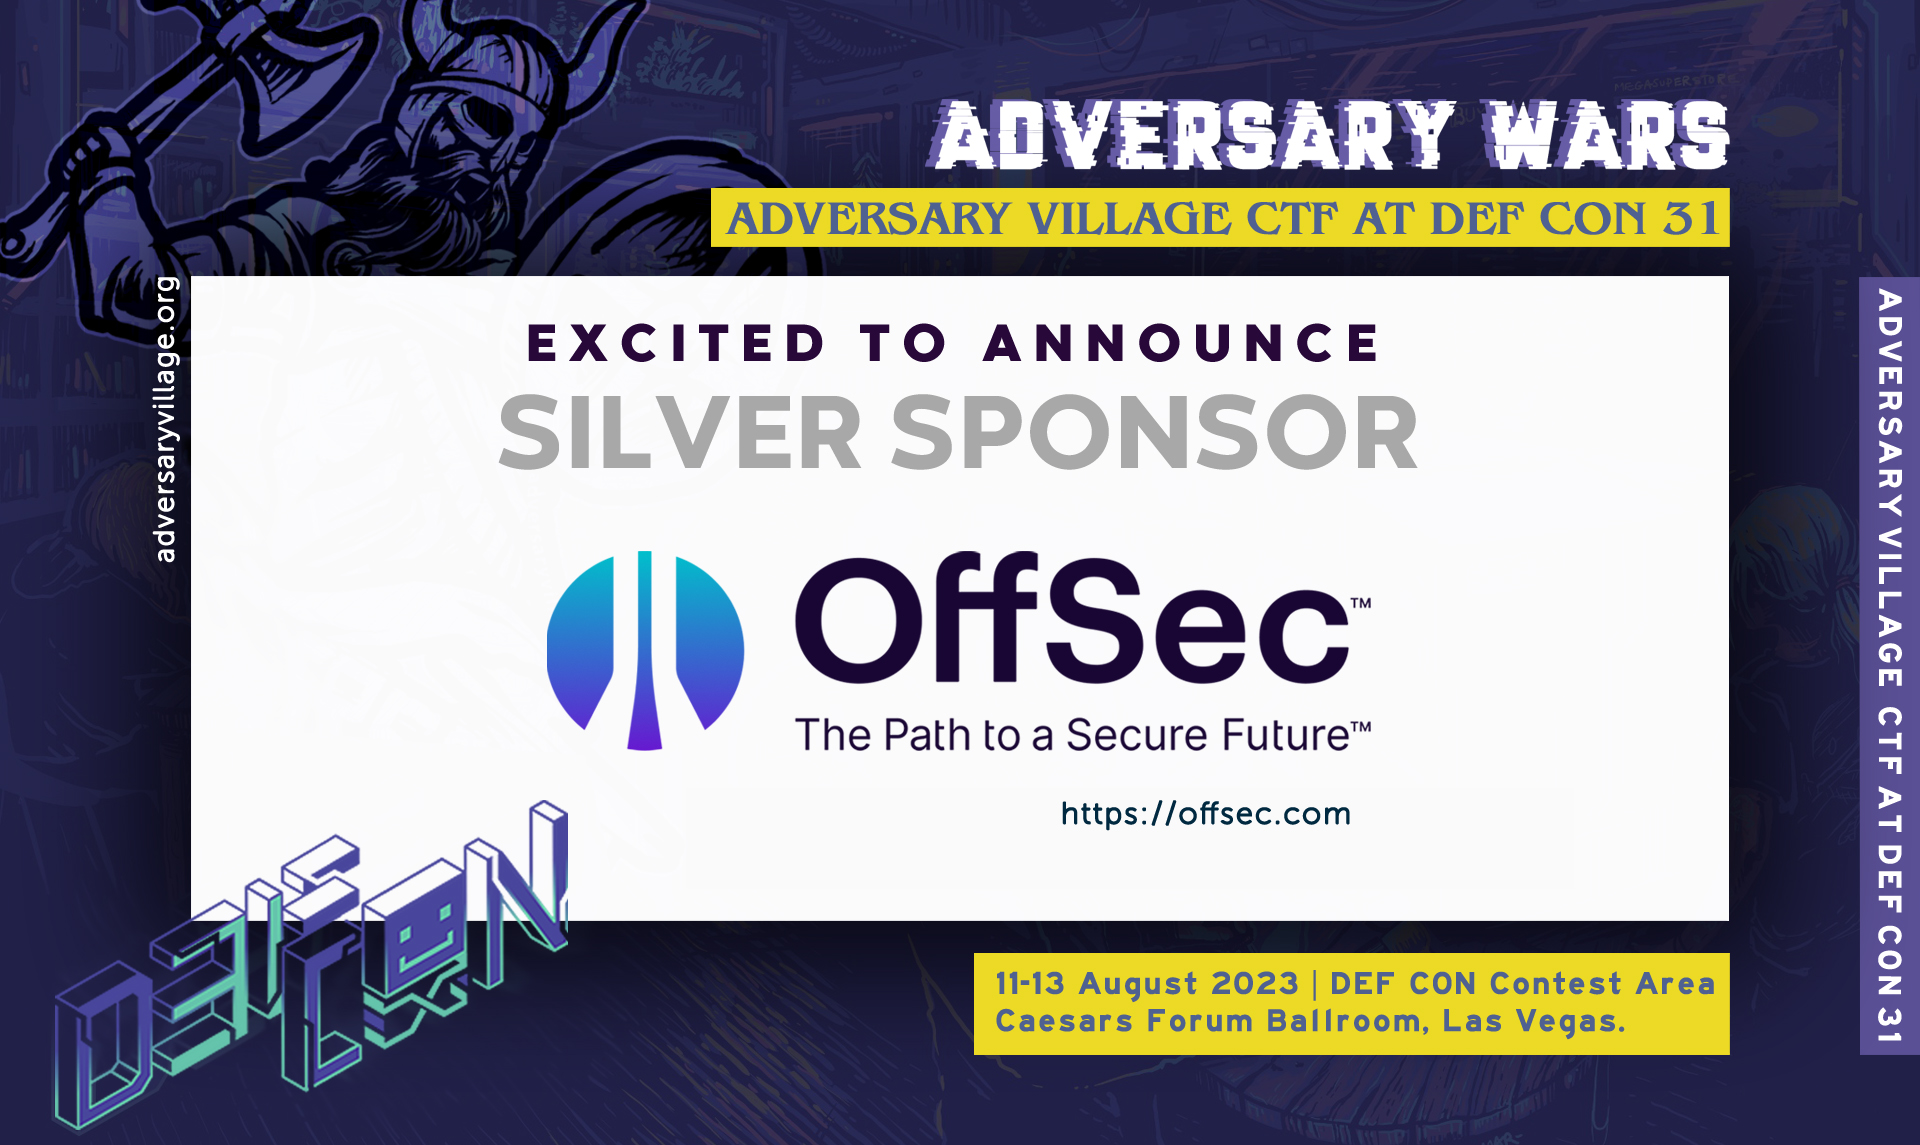 ADVERSARY WARS
ADVERSARY VILLAGE CTF AT DEF CON 31
adversaryvillage.org
EXCITED TO ANNOUNCE
SILVER SPONSOR
OffSec™
The Path to a Secure Future™
https://offsec.com
DEF CON
11-13 August 2023 | DEF CON Contest Area
Caesars Forum Ballroom, Las Vegas.
ADVERSARY VILLAGE CTF AT DEF CON 31
MEGASUPERSTORE